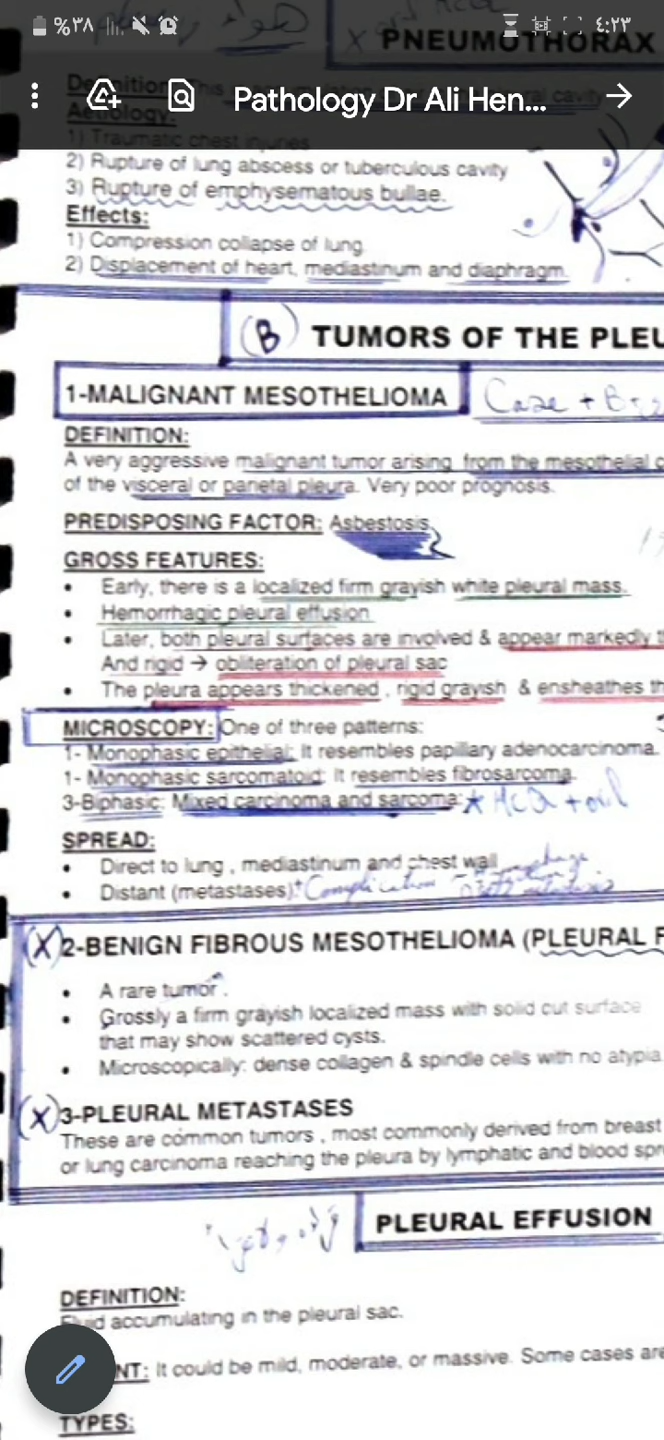 %٣٨
٤:٢٣
PNEUMOTHORAX
Definition: This
cavity
Pathology Dr Ali Hen...
Aetiology:
1) Traumatic chest injuries
2) Rupture of lung abscess or tuberculous cavity
3) Rupture of emphysematous bullae.
Effects:
1) Compression collapse of lung.
2) Displacement of heart, mediastinum and diaphragm.
(B) TUMORS OF THE PLEU
1-MALIGNANT MESOTHELIOMA
Case +
DEFINITION:
A very aggressive malignant tumor arising from the mesothelial c
of the visceral or parietal pleura. Very poor prognosis.
PREDISPOSING FACTOR: Asbestosis
GROSS FEATURES:
• Early, there is a localized firm grayish white pleural mass.
• Hemorrhagic pleural effusion
• Later, both pleural surfaces are involved & appear markedly t
And rigid → obliteration of pleural sac
• The pleura appears thickened , rigid grayish & ensheathes th
MICROSCOPY: One of three patterns:
1- Monophasic epithelial: It resembles papillary adenocarcinoma.
1- Monophasic sarcomatoid: It resembles fibrosarcoma.
3-Biphasic: Mixed carcinoma and sarcoma. * MCQ + oral
SPREAD:
• Direct to lung , mediastinum and chest wall
• Distant (metastases). Complication
(X) 2-BENIGN FIBROUS MESOTHELIOMA (PLEURAL F
• A rare tumor .
• Grossly a firm grayish localized mass with solid cut surface
that may show scattered cysts.
• Microscopically: dense collagen & spindle cells with no atypia.
(X) 3-PLEURAL METASTASES
These are common tumors , most commonly derived from breast
or lung carcinoma reaching the pleura by lymphatic and blood spr
PLEURAL EFFUSION
DEFINITION:
Fluid accumulating in the pleural sac.
NT: It could be mild, moderate, or massive. Some cases are
TYPES: